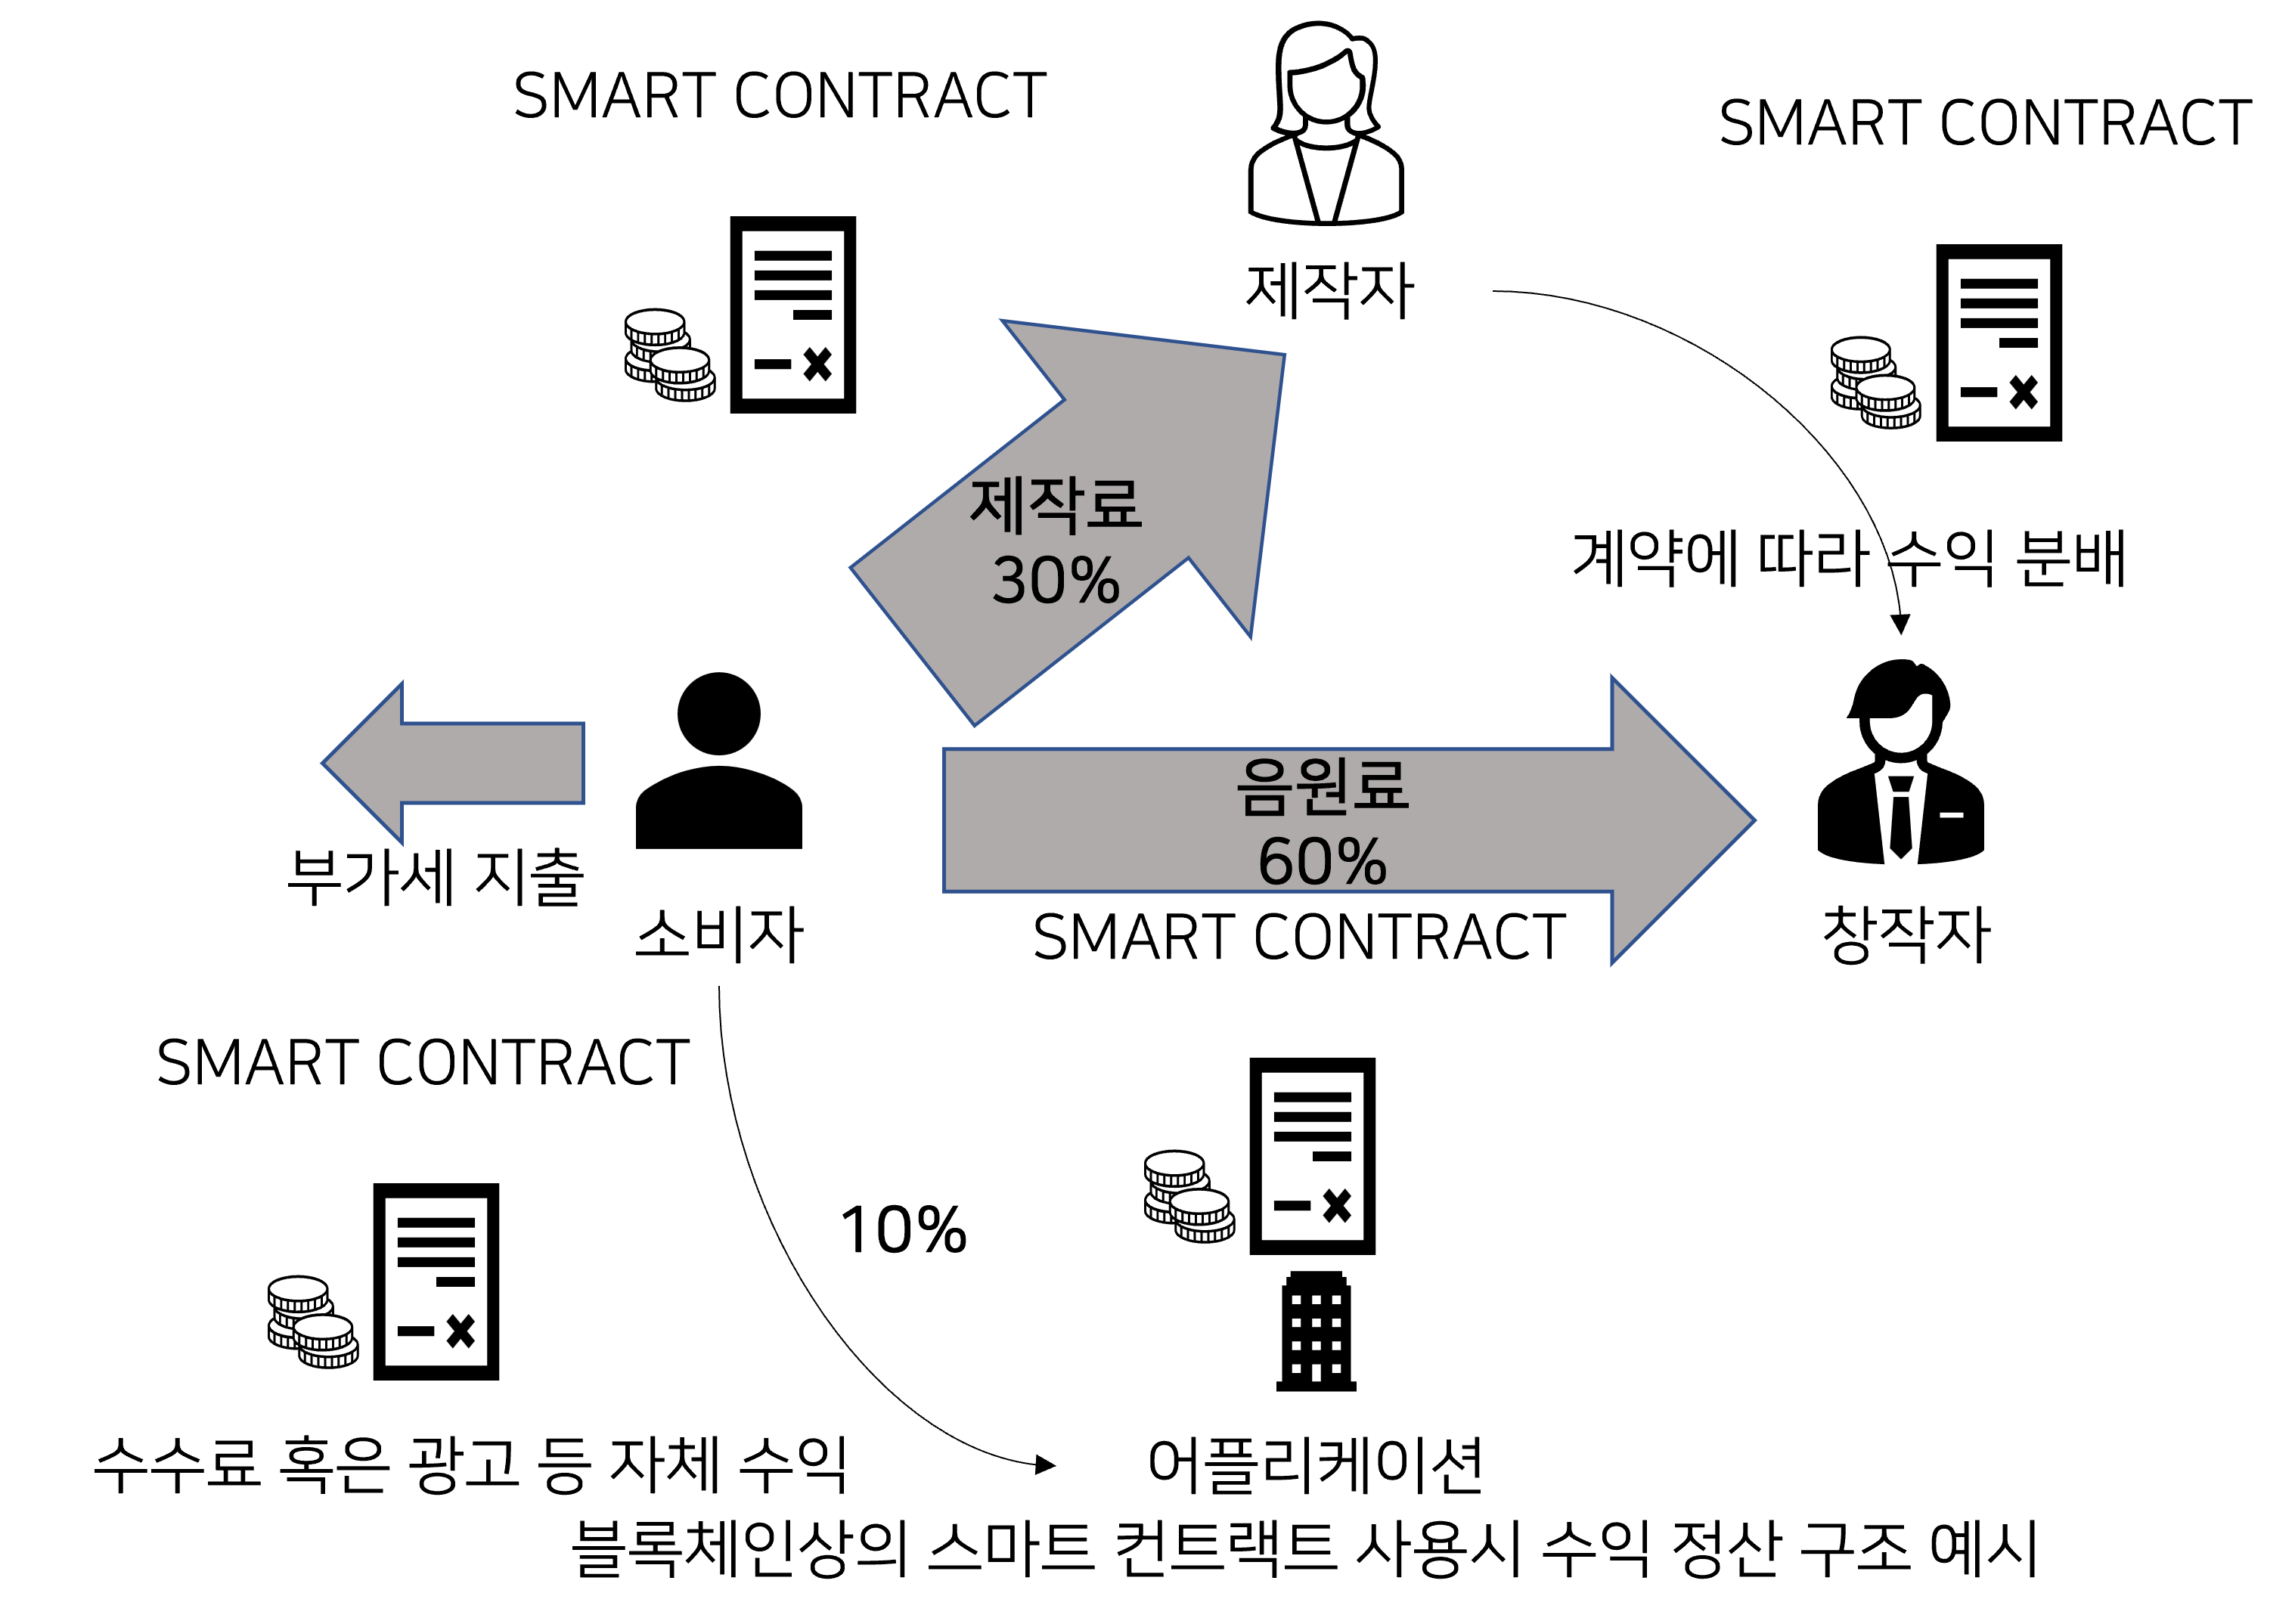 SMART CONTRACT
SMART CONTRACT
제작자
제작료
30%
계약에 따라 수익 분배
음원료
60%
부가세 지출
소비자
SMART CONTRACT
창작자
SMART CONTRACT
10%
수수료 혹은 광고 등 자체 수익
어플리케이션
블록체인상의 스마트 컨트랙트 사용시 수익 정산 구조 예시